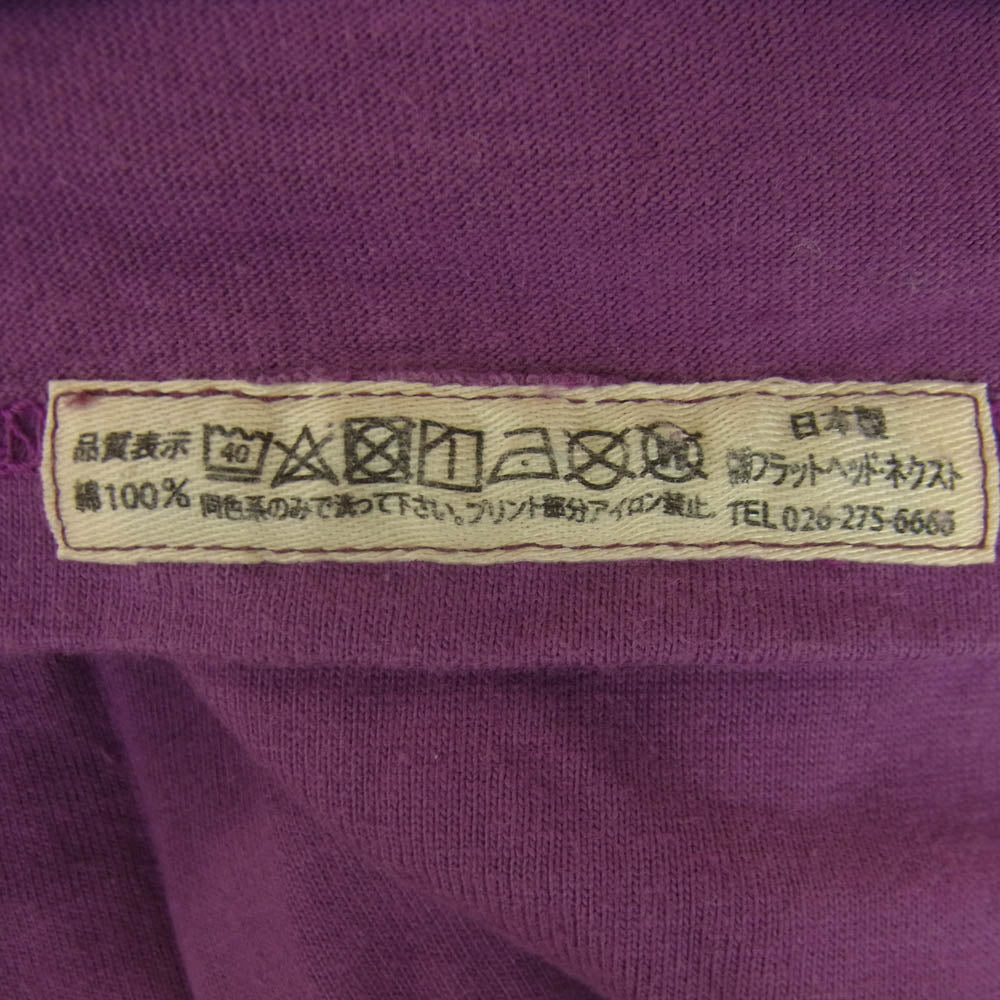 品質表示
綿100%
40
同色系のみで洗って下さい。プリント部分アイロン禁止。
日本製
㈱フラットヘッド・ネクスト
TEL 026-275-6666